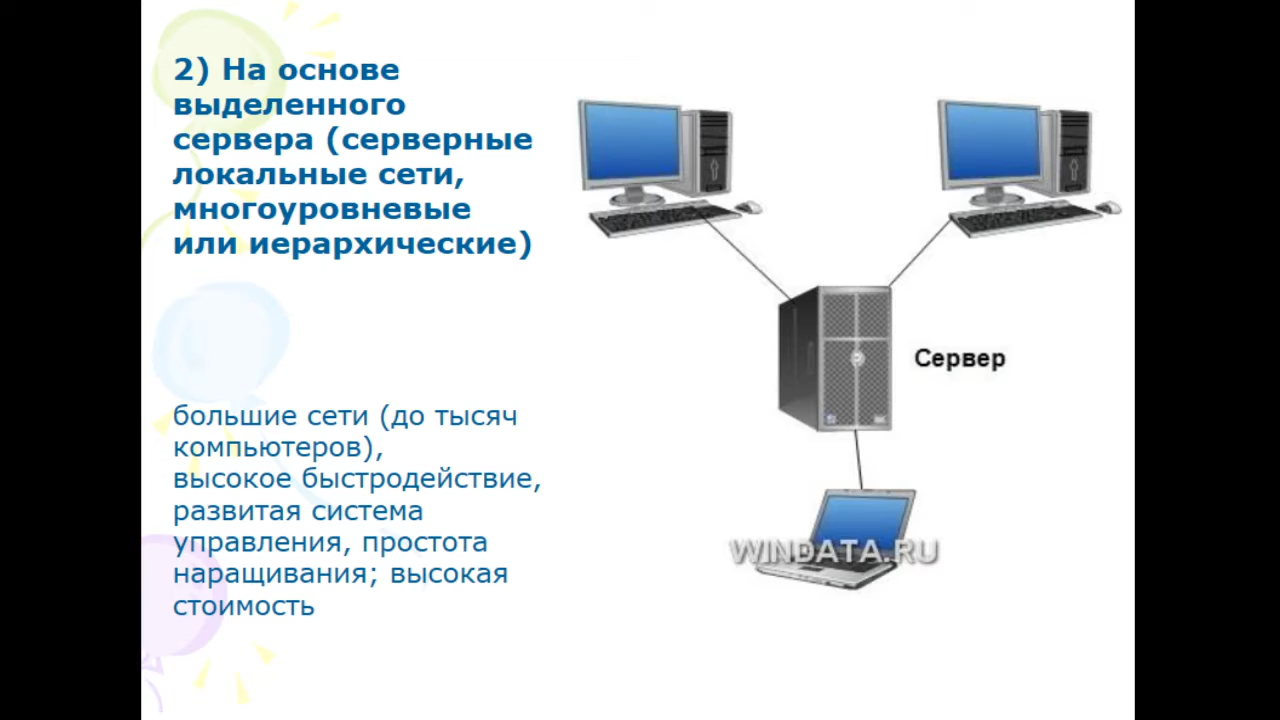 2) На основе
выделенного
сервера (серверные
локальные сети,
многоуровневые
или иерархические)
большие сети (до тысяч
компьютеров),
высокое быстродействие,
развитая система
управления, простота
наращивания; высокая
стоимость
Сервер
WINDATA.RU